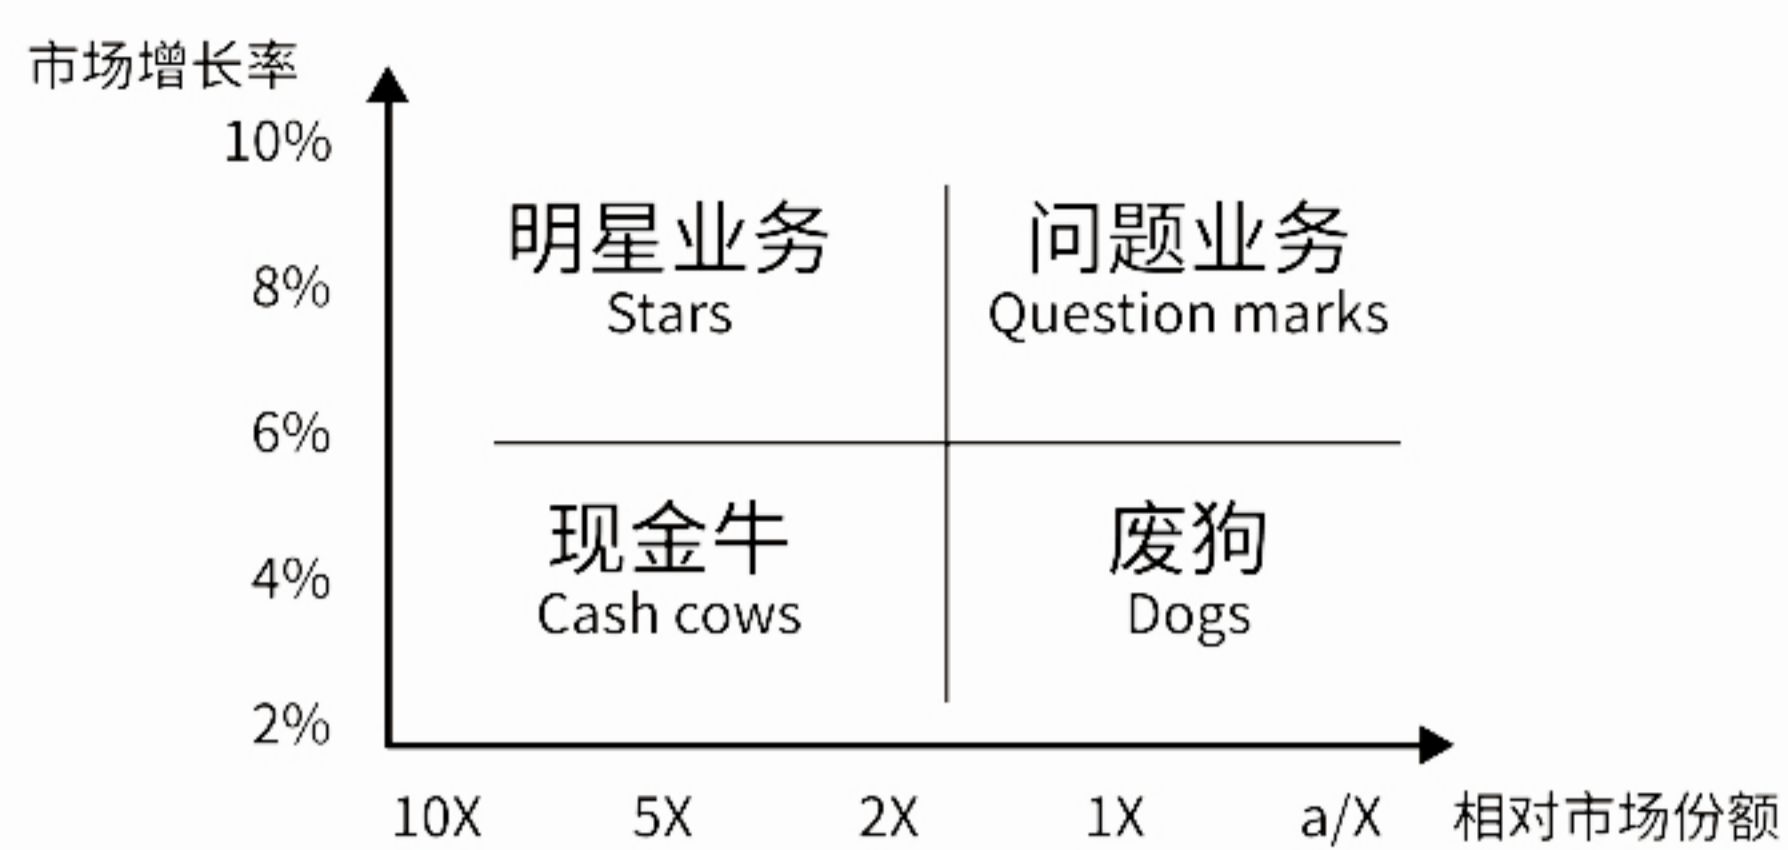 市场增长率
10%
明星业务
Stars
问题业务
Question marks
8%
6%
现金牛
Cash cows
废狗
Dogs
4%
2%
10X 5X 2X 1X a/X 相对市场份额